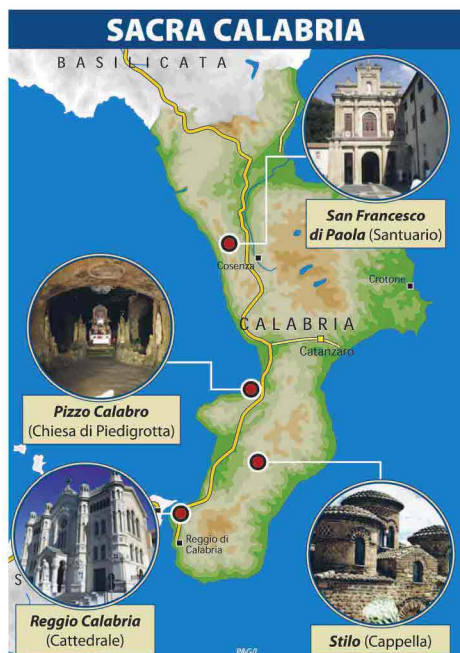 SACRA CALABRIA
BASILICATA
San Francesco
di Paola (Santuario)
Cosenza
Crotone
CALABRIA
Catanzaro
Pizzo Calabro
(Chiesa di Piedigrotta)
Reggio di
Calabria
Reggio Calabria
(Cattedrale)
Stilo (Cappella)
S
P&G/L